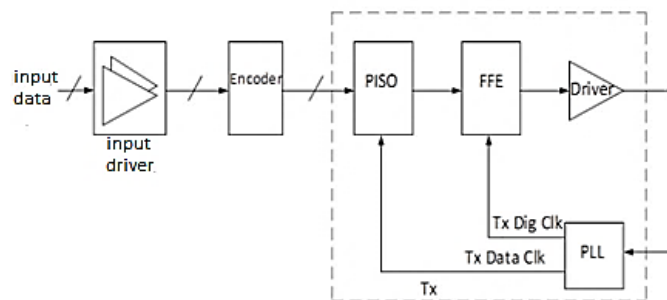 input
data
input
driver
Encoder
PISO
FFE
Driver
Tx Dig Clk
Tx Data Clk
PLL
Tx